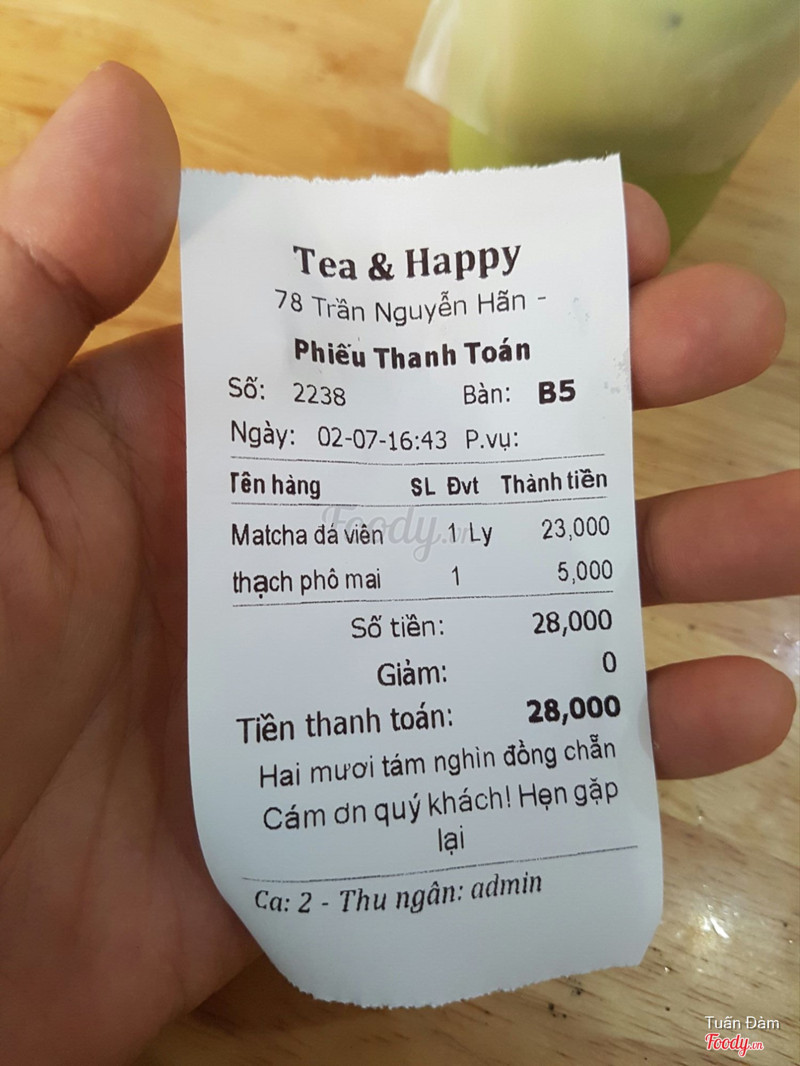 Tea & Happy
78 Trần Nguyễn Hãn -
Phiếu Thanh Toán
Số: 2238 Bàn: B5
Ngày: 02-07-16:43 P.vụ:
Tên hàng SL Đvt Thành tiền
Matcha đá viên 1 Ly 23,000
thạch phô mai 1 5,000
Số tiền: 28,000
Giảm: 0
Tiền thanh toán: 28,000
Hai mươi tám nghìn đồng chẵn
Cám ơn quý khách! Hẹn gặp
lại
Ca: 2 - Thu ngân: admin
Foody.vn
Tuấn Đàm
Foody.vn